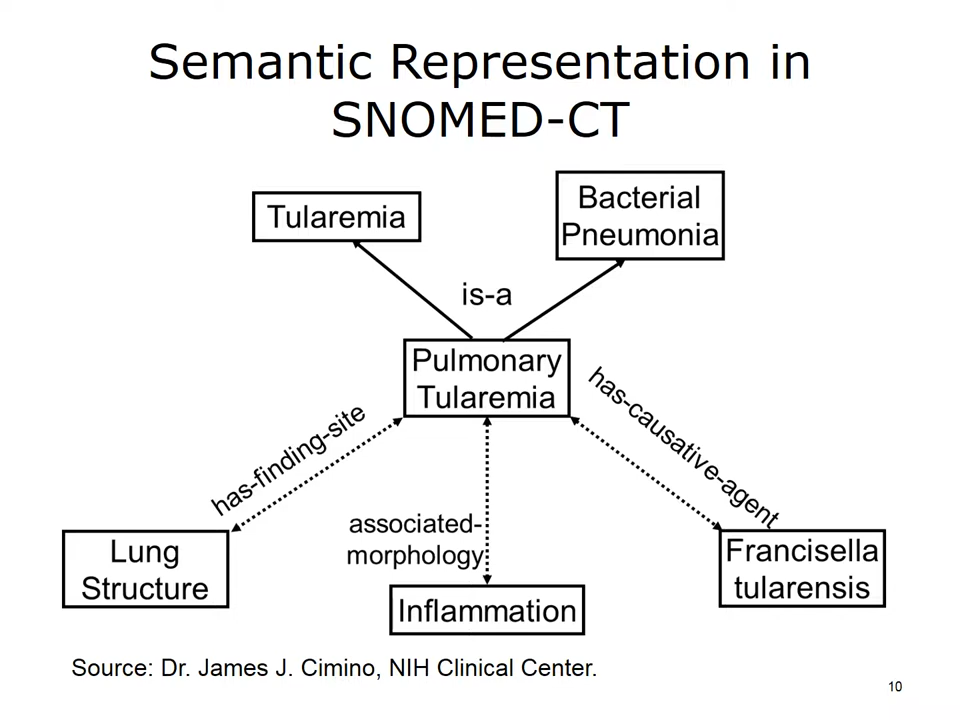 Semantic Representation in
SNOMED-CT
Tularemia
Bacterial
Pneumonia
is-a
Pulmonary
Tularemia
has-finding-site
has-causative-agent
associated-
morphology
Lung
Structure
Inflammation
Francisella
tularensis
Source: Dr. James J. Cimino, NIH Clinical Center.
10